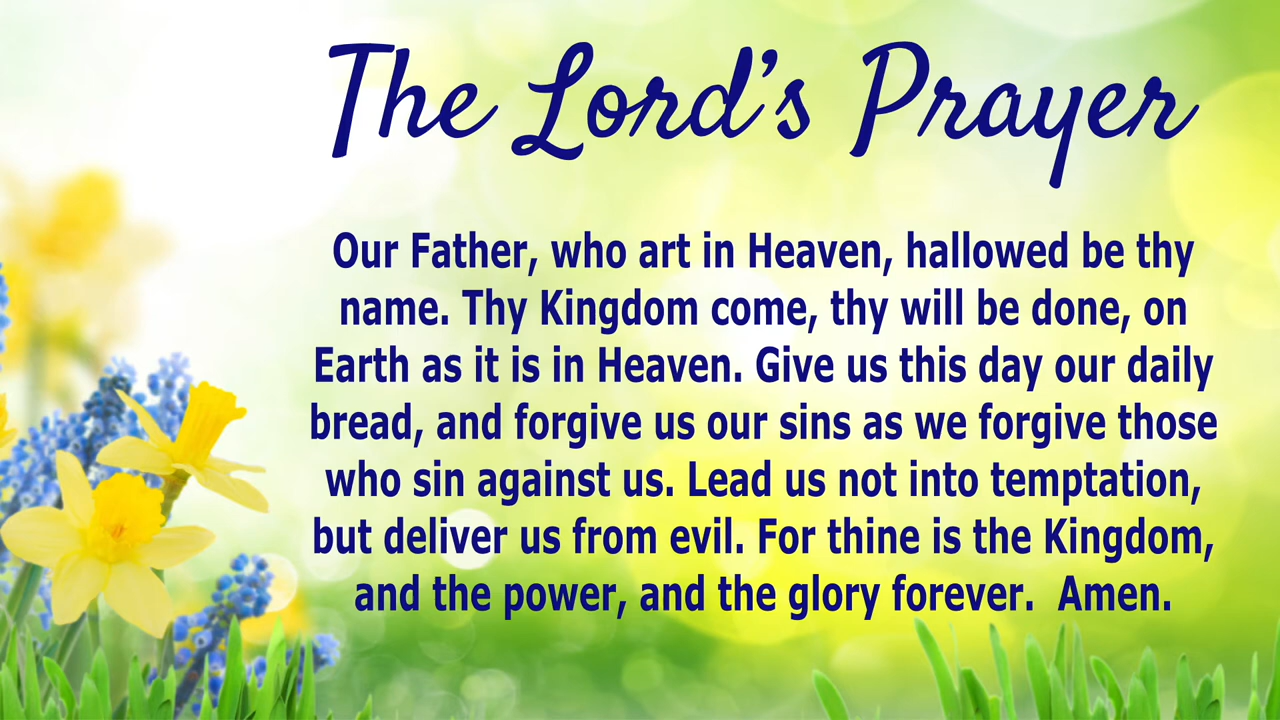 The Lord’s Prayer
Our Father, who art in Heaven, hallowed be thy
name. Thy Kingdom come, thy will be done, on
Earth as it is in Heaven. Give us this day our daily
bread, and forgive us our sins as we forgive those
who sin against us. Lead us not into temptation,
but deliver us from evil. For thine is the Kingdom,
and the power, and the glory forever.  Amen.